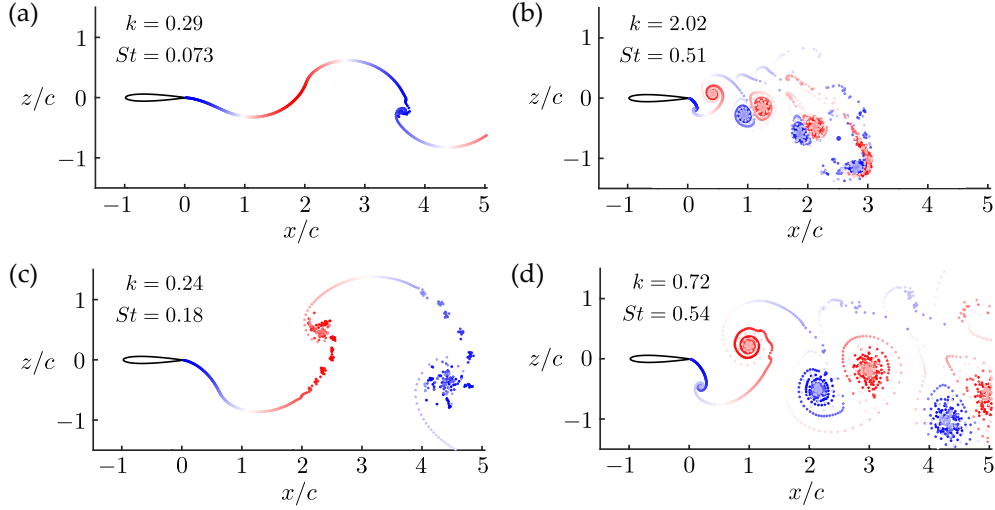 (a)
k = 0.29
St = 0.073
z/c
1
0
−1
−1 0 1 2 3 4 5
x/c
(b)
k = 2.02
St = 0.51
z/c
1
0
−1
−1 0 1 2 3 4 5
x/c
(c)
k = 0.24
St = 0.18
z/c
1
0
−1
−1 0 1 2 3 4 5
x/c
(d)
k = 0.72
St = 0.54
z/c
1
0
−1
−1 0 1 2 3 4 5
x/c